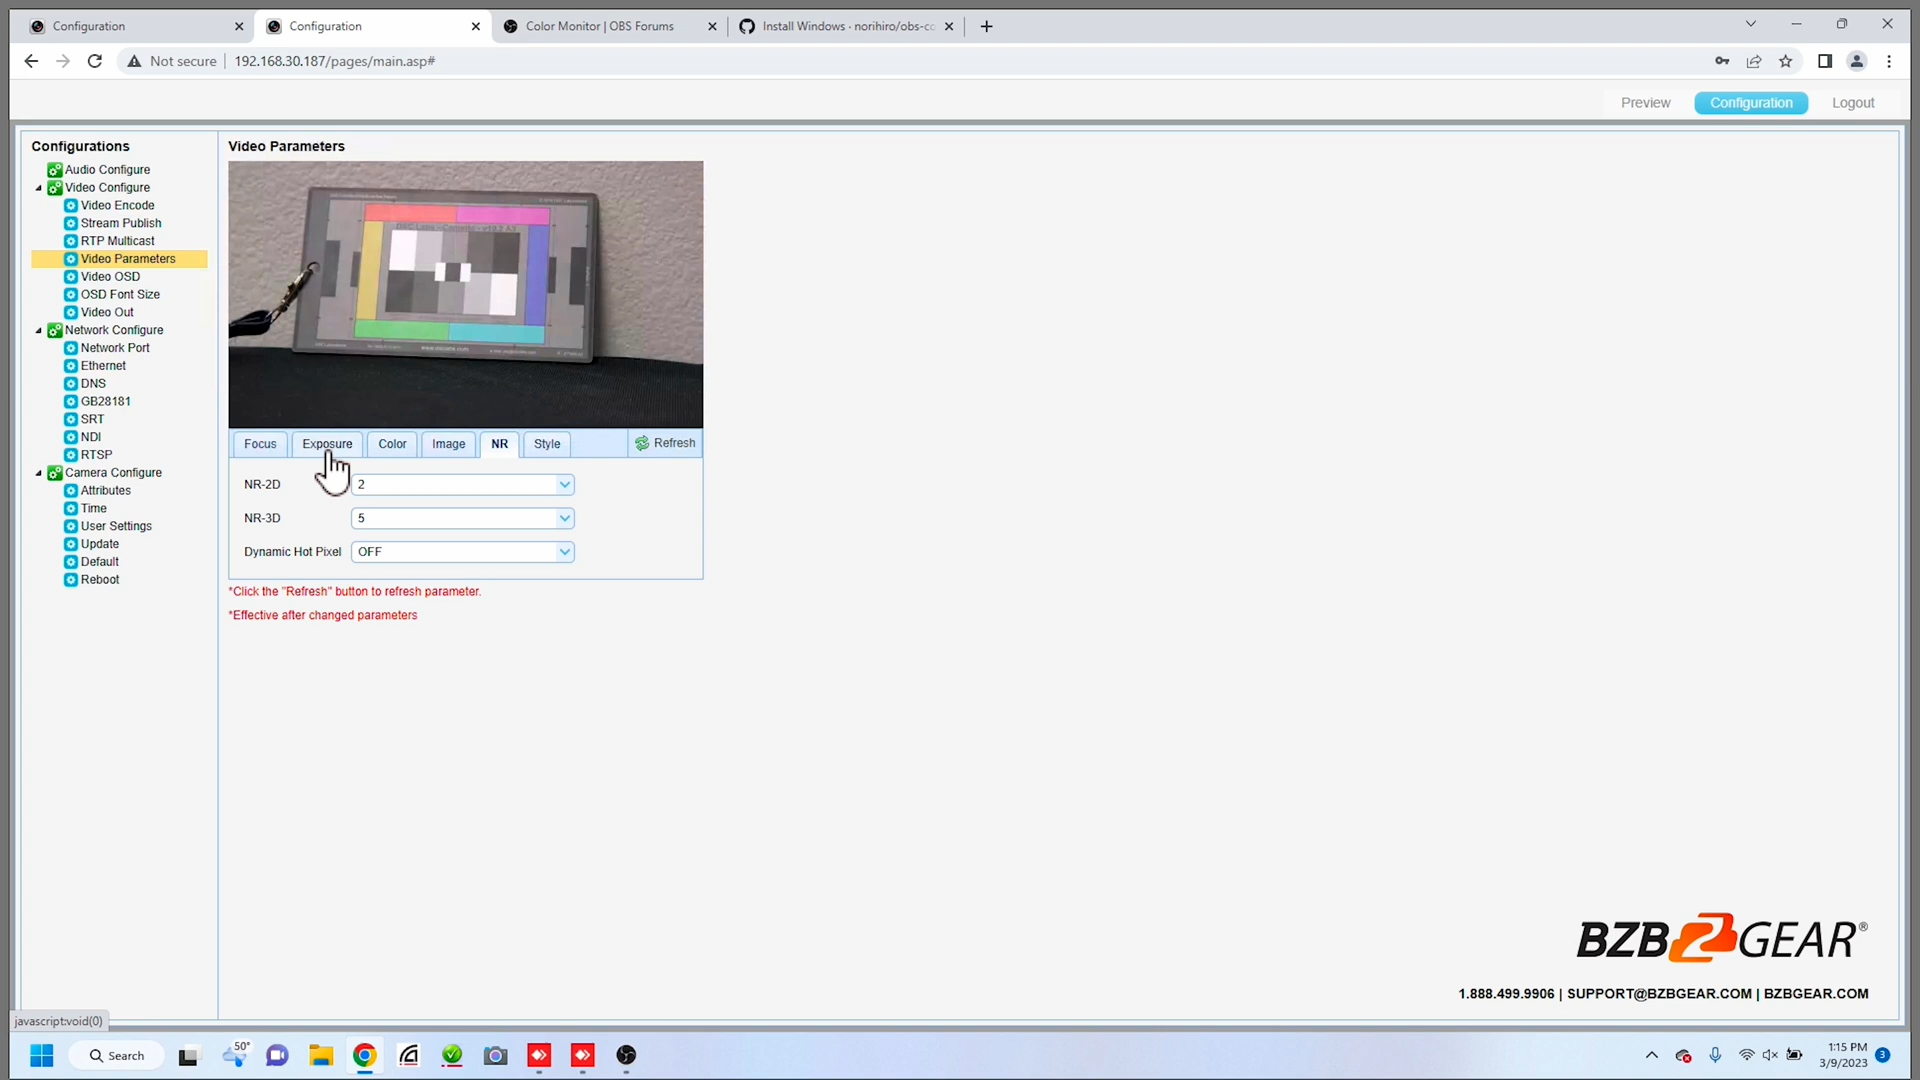 Configuration
Configuration
Color Monitor | OBS Forums
Install Windows · norihiro/obs-co
Not secure
192.168.30.187/pages/main.asp#
Preview
Configuration
Logout
Configurations
Audio Configure
Video Configure
Video Encode
Stream Publish
RTP Multicast
Video Parameters
Video OSD
OSD Font Size
Video Out
Network Configure
Network Port
Ethernet
DNS
GB28181
SRT
NDI
RTSP
Camera Configure
Attributes
Time
User Settings
Update
Default
Reboot
Video Parameters
Focus
Exposure
Color
Image
NR
Style
Refresh
NR-2D
2
NR-3D
5
Dynamic Hot Pixel
OFF
*Click the "Refresh" button to refresh parameter.
*Effective after changed parameters
BZBGEAR®
1.888.499.9906 | SUPPORT@BZBGEAR.COM | BZBGEAR.COM
javascript:void(0)
Search
50°
1:15 PM
3/9/2023
3